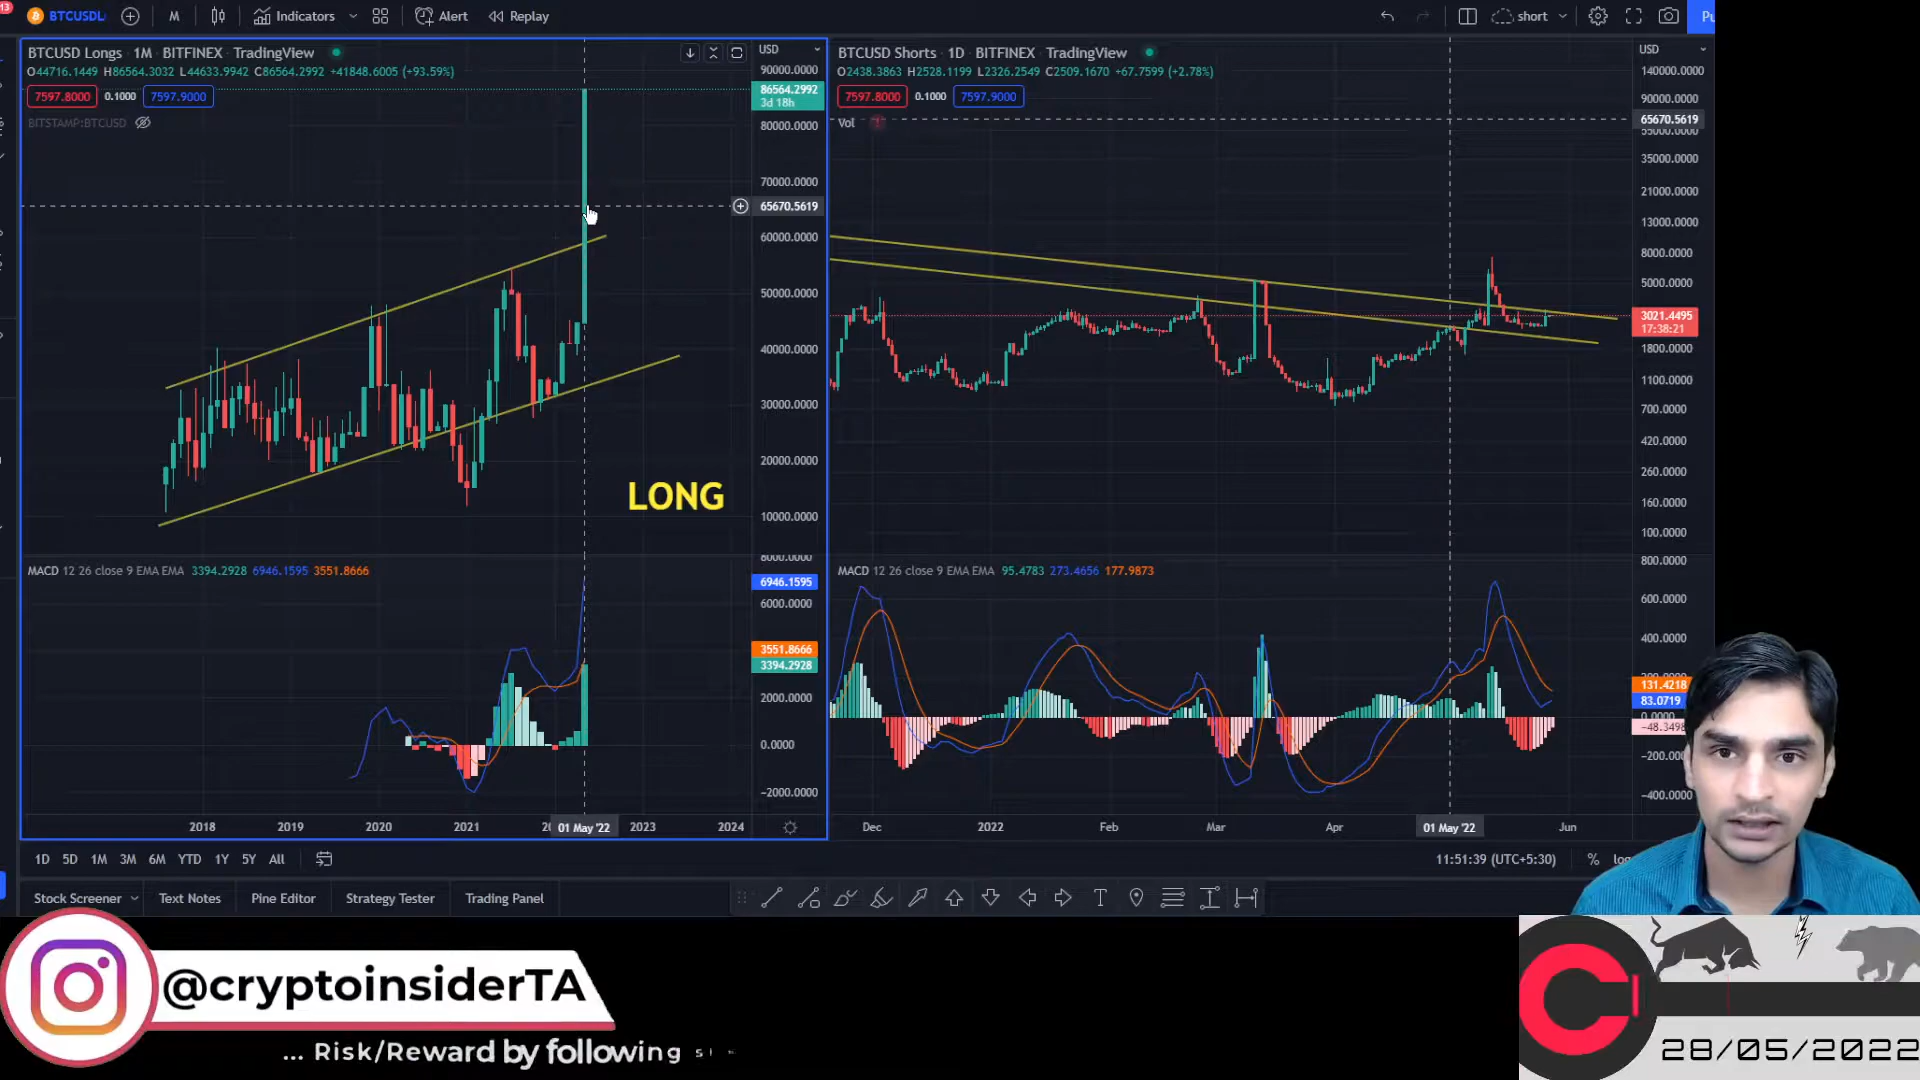 13
BTCUSDL
M
Indicators
Alert
Replay
short
Pu
BTCUSD Longs · 1M · BITFINEX · TradingView
O44716.1449 H86564.3032 L44633.9942 C86564.2992 +41848.6005 (+93.59%)
7597.8000 0.1000 7597.9000
BITSTAMP:BTCUSD
USD
90000.0000
86564.2992
3d 18h
80000.0000
70000.0000
65670.5619
60000.0000
50000.0000
40000.0000
30000.0000
20000.0000
10000.0000
LONG
MACD 12 26 close 9 EMA EMA 3394.2928 6946.1595 3551.8666
8000.0000
6946.1595
6000.0000
3551.8666
3394.2928
2000.0000
0.0000
−2000.0000
2018 2019 2020 2021 2 01 May '22 2023 2024
BTCUSD Shorts · 1D · BITFINEX · TradingView
O2438.3863 H2528.1199 L2326.2549 C2509.1670 +67.7599 (+2.78%)
7597.8000 0.1000 7597.9000
Vol
USD
140000.0000
90000.0000
65670.5619
55000.0000
35000.0000
21000.0000
13000.0000
8000.0000
5000.0000
3021.4495
17:38:21
1800.0000
1100.0000
700.0000
420.0000
260.0000
160.0000
100.0000
MACD 12 26 close 9 EMA EMA 95.4783 273.4656 177.9873
800.0000
600.0000
400.0000
131.4218
83.0719
0.0000
−48.3498
−200.00
−400.000
Dec 2022 Feb Mar Apr 01 May '22 Jun
1D 5D 1M 3M 6M YTD 1Y 5Y All
11:51:39 (UTC+5:30) % log
Stock Screener Text Notes Pine Editor Strategy Tester Trading Panel
@cryptoinsiderTA
... Risk/Reward by following
28/05/2022